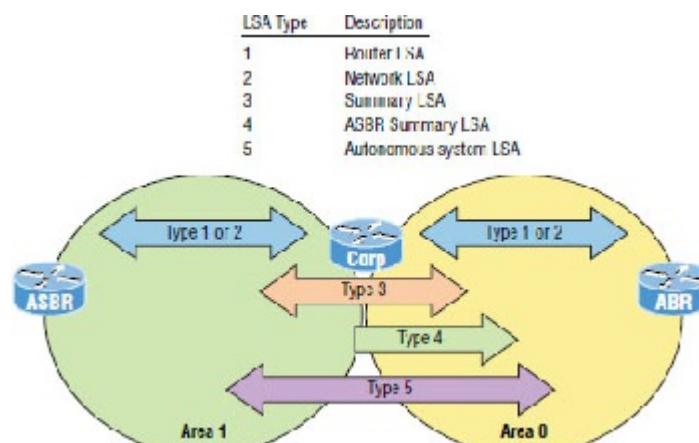 LSA Type Description
1 Router LSA
2 Network LSA
3 Summary LSA
4 ASBR Summary LSA
5 Autonomous system LSA
Type 1 or 2 Type 1 or 2
Corp
ASBR Type 3 ABR
Type 4
Type 5
Area 1 Area 0